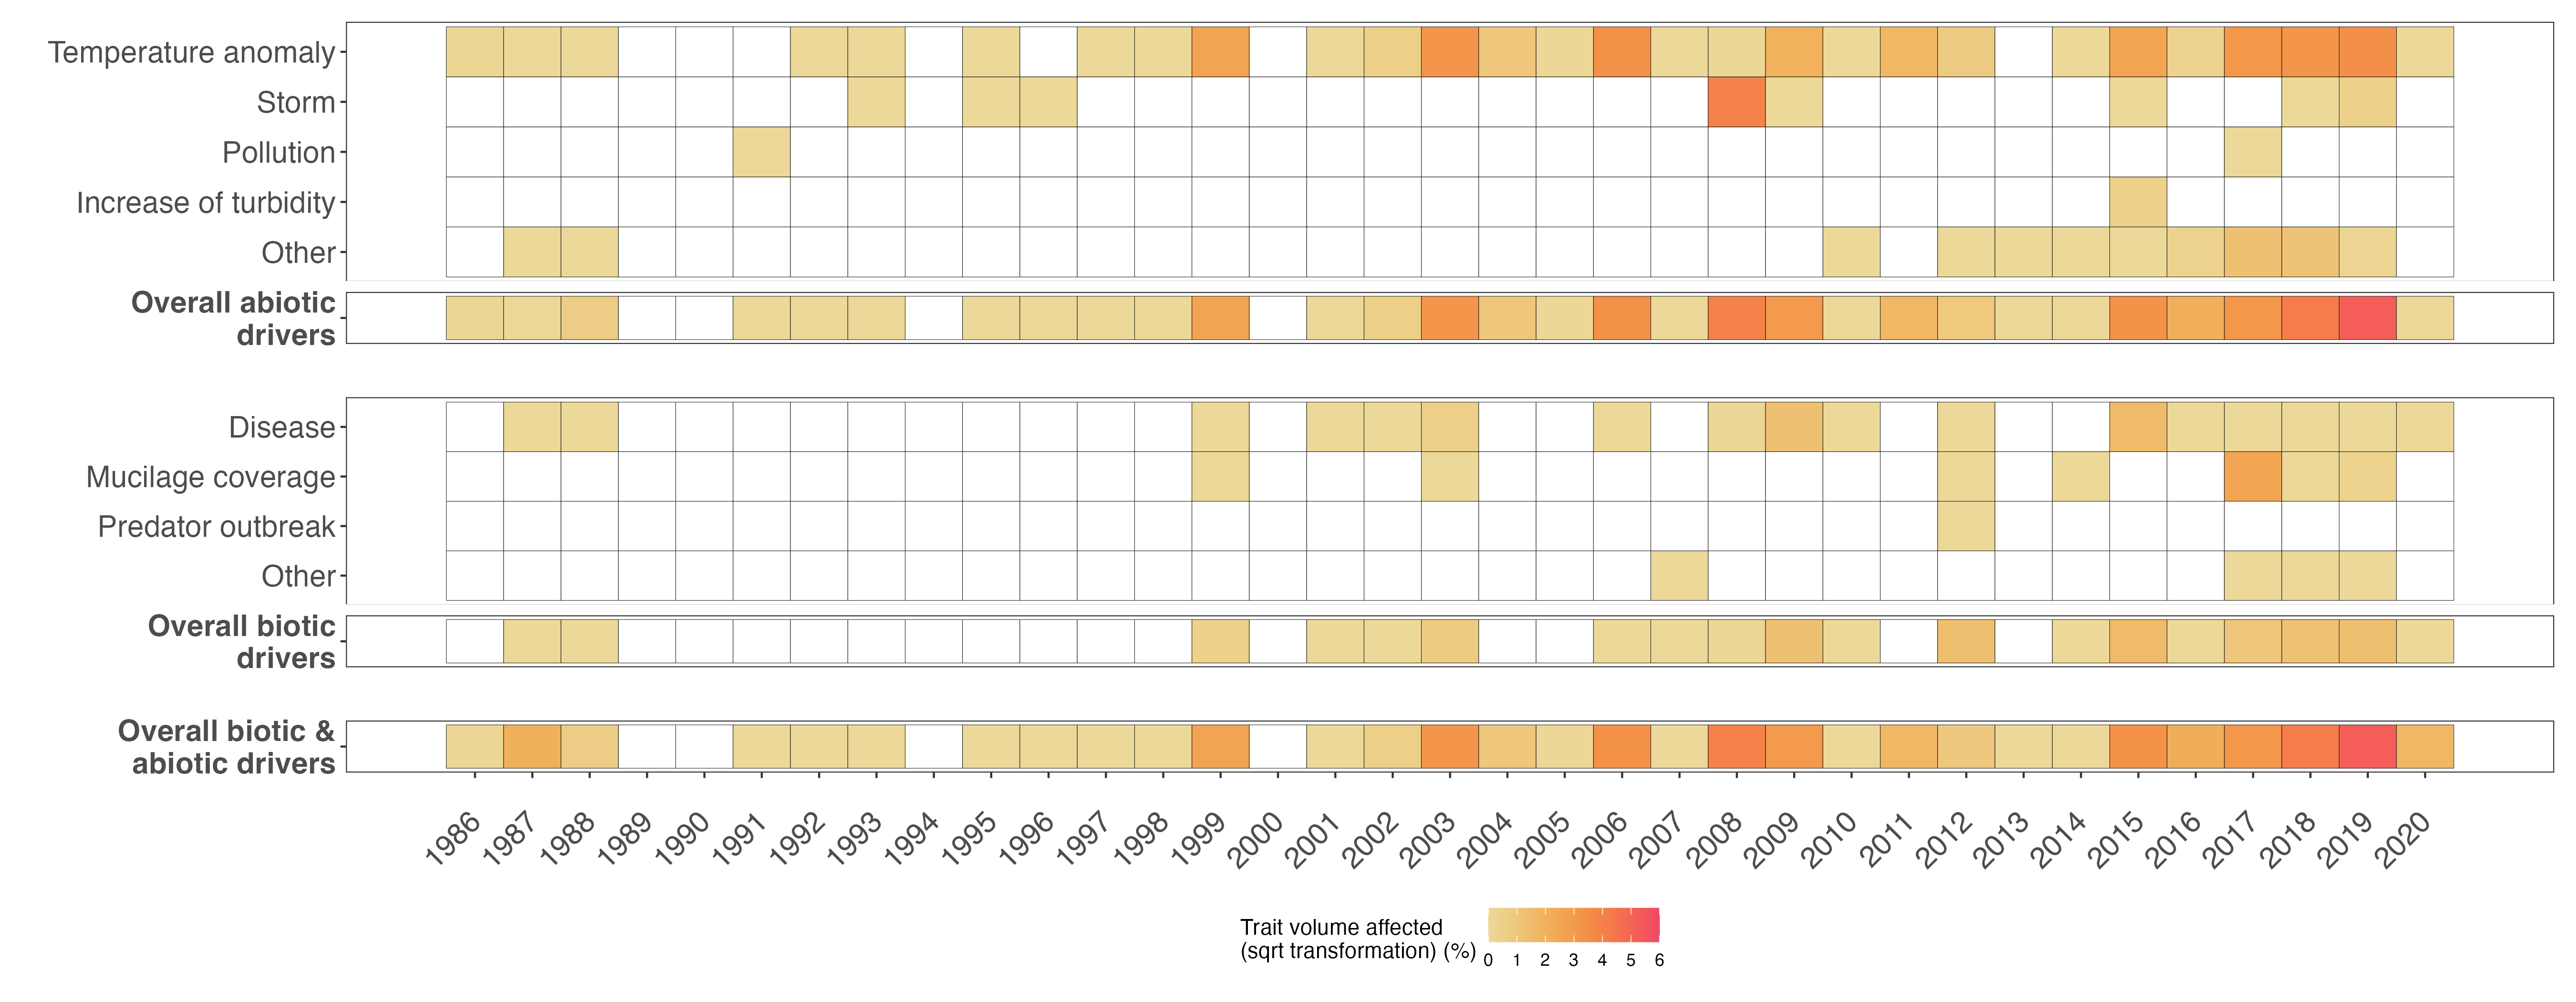 Temperature anomaly
Storm
Pollution
Increase of turbidity
Other
Overall abiotic
drivers
Disease
Mucilage coverage
Predator outbreak
Other
Overall biotic
drivers
Overall biotic &
abiotic drivers
1986 1987 1988 1989 1990 1991 1992 1993 1994 1995 1996 1997 1998 1999 2000 2001 2002 2003 2004 2005 2006 2007 2008 2009 2010 2011 2012 2013 2014 2015 2016 2017 2018 2019 2020
Trait volume affected
(sqrt transformation) (%)
0 1 2 3 4 5 6